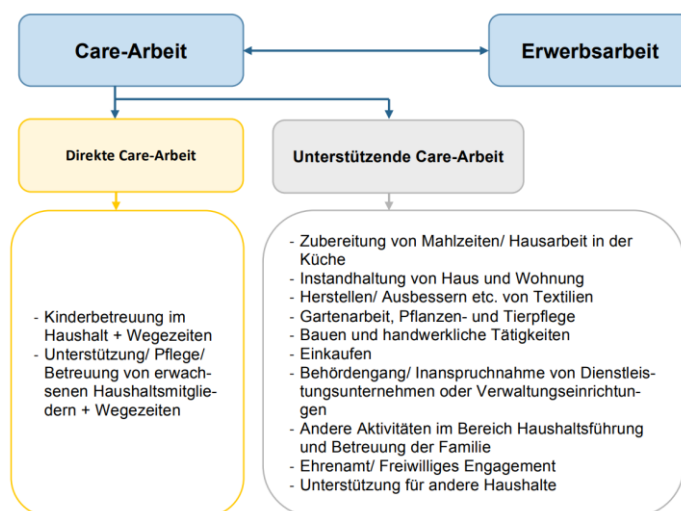 Care-Arbeit
Erwerbsarbeit
Direkte Care-Arbeit
Unterstützende Care-Arbeit
- Kinderbetreuung im
Haushalt + Wegezeiten
- Unterstützung/ Pflege/
Betreuung von erwach-
senen Haushaltsmitglie-
dern + Wegezeiten
- Zubereitung von Mahlzeiten/ Hausarbeit in der
Küche
- Instandhaltung von Haus und Wohnung
- Herstellen/ Ausbessern etc. von Textilien
- Gartenarbeit, Pflanzen- und Tierpflege
- Bauen und handwerkliche Tätigkeiten
- Einkaufen
- Behördengang/ Inanspruchnahme von Dienstleis-
tungsunternehmen oder Verwaltungseinrichtun-
gen
- Andere Aktivitäten im Bereich Haushaltsführung
und Betreuung der Familie
- Ehrenamt/ Freiwilliges Engagement
- Unterstützung für andere Haushalte